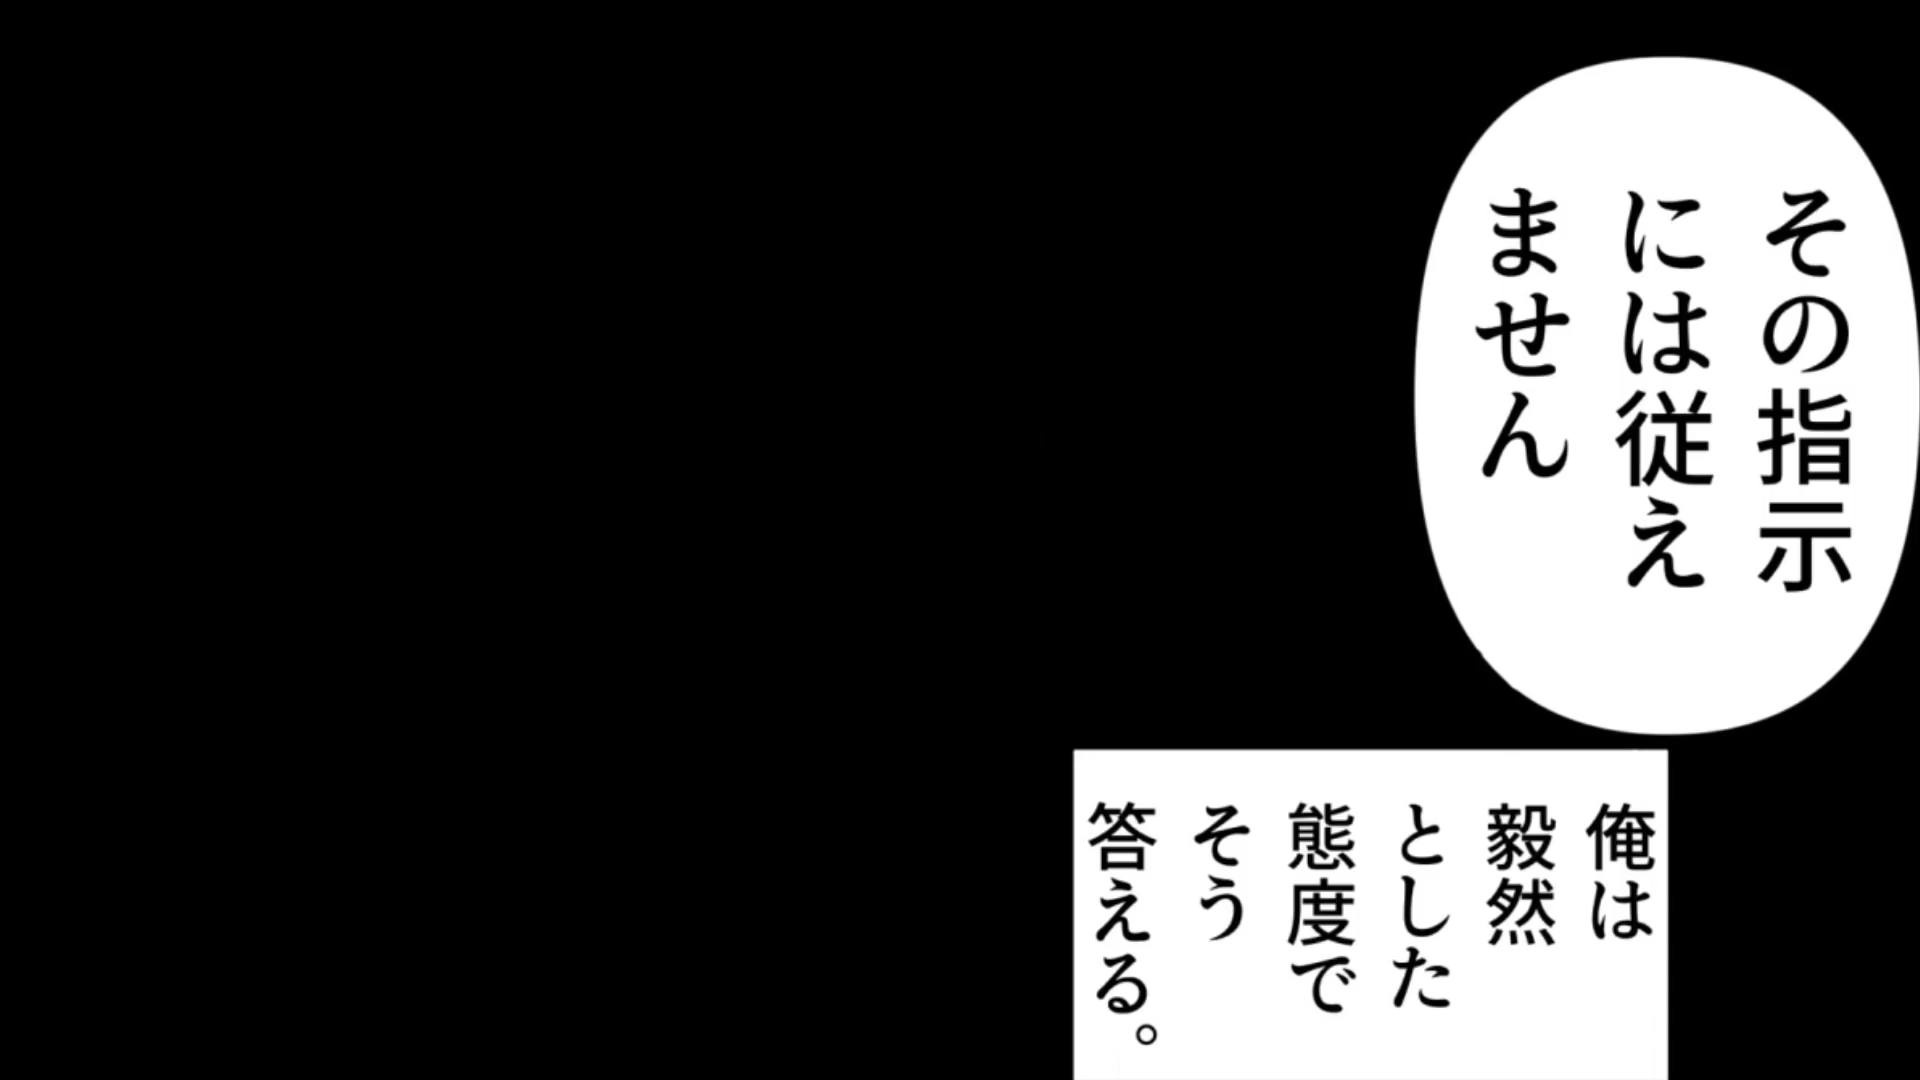 その指示
には従え
ません
俺は
毅然
とした
態度で
そう
答える。